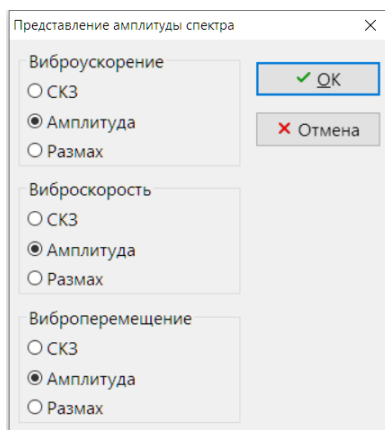 Представление амплитуды спектра
Виброускорение
СКЗ
Амплитуда
Размах
Виброскорость
СКЗ
Амплитуда
Размах
Виброперемещение
СКЗ
Амплитуда
Размах
OK
Отмена